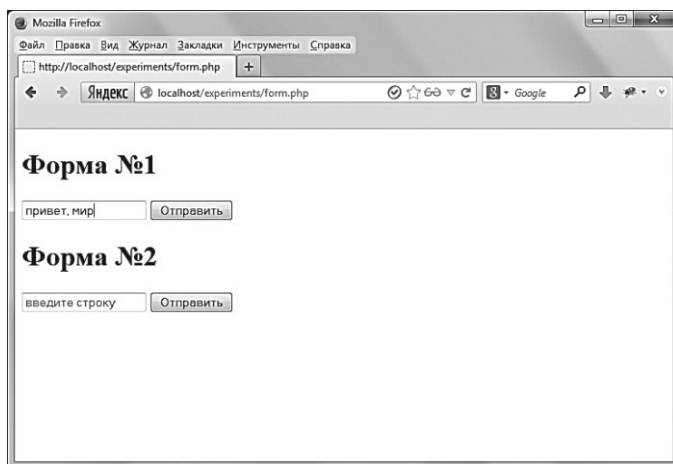 Mozilla Firefox
Файл Правка Вид Журнал Закладки Инструменты Справка
http://localhost/experiments/form.php +
Яндекс localhost/experiments/form.php Google
Форма №1
привет, мир Отправить
Форма №2
введите строку Отправить